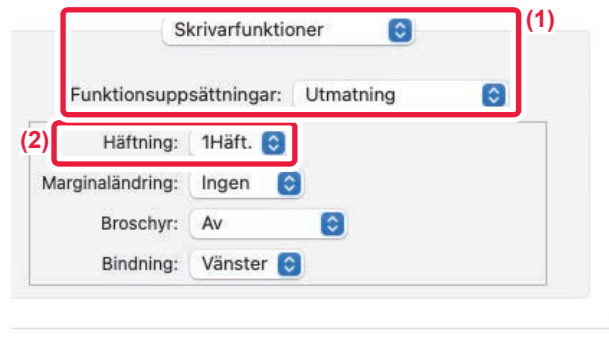 Skrivarfunktioner (1)
Funktionsuppsättningar: Utmatning
(2) Häftning: 1Häft.
Marginaländring: Ingen
Broschyr: Av
Bindning: Vänster